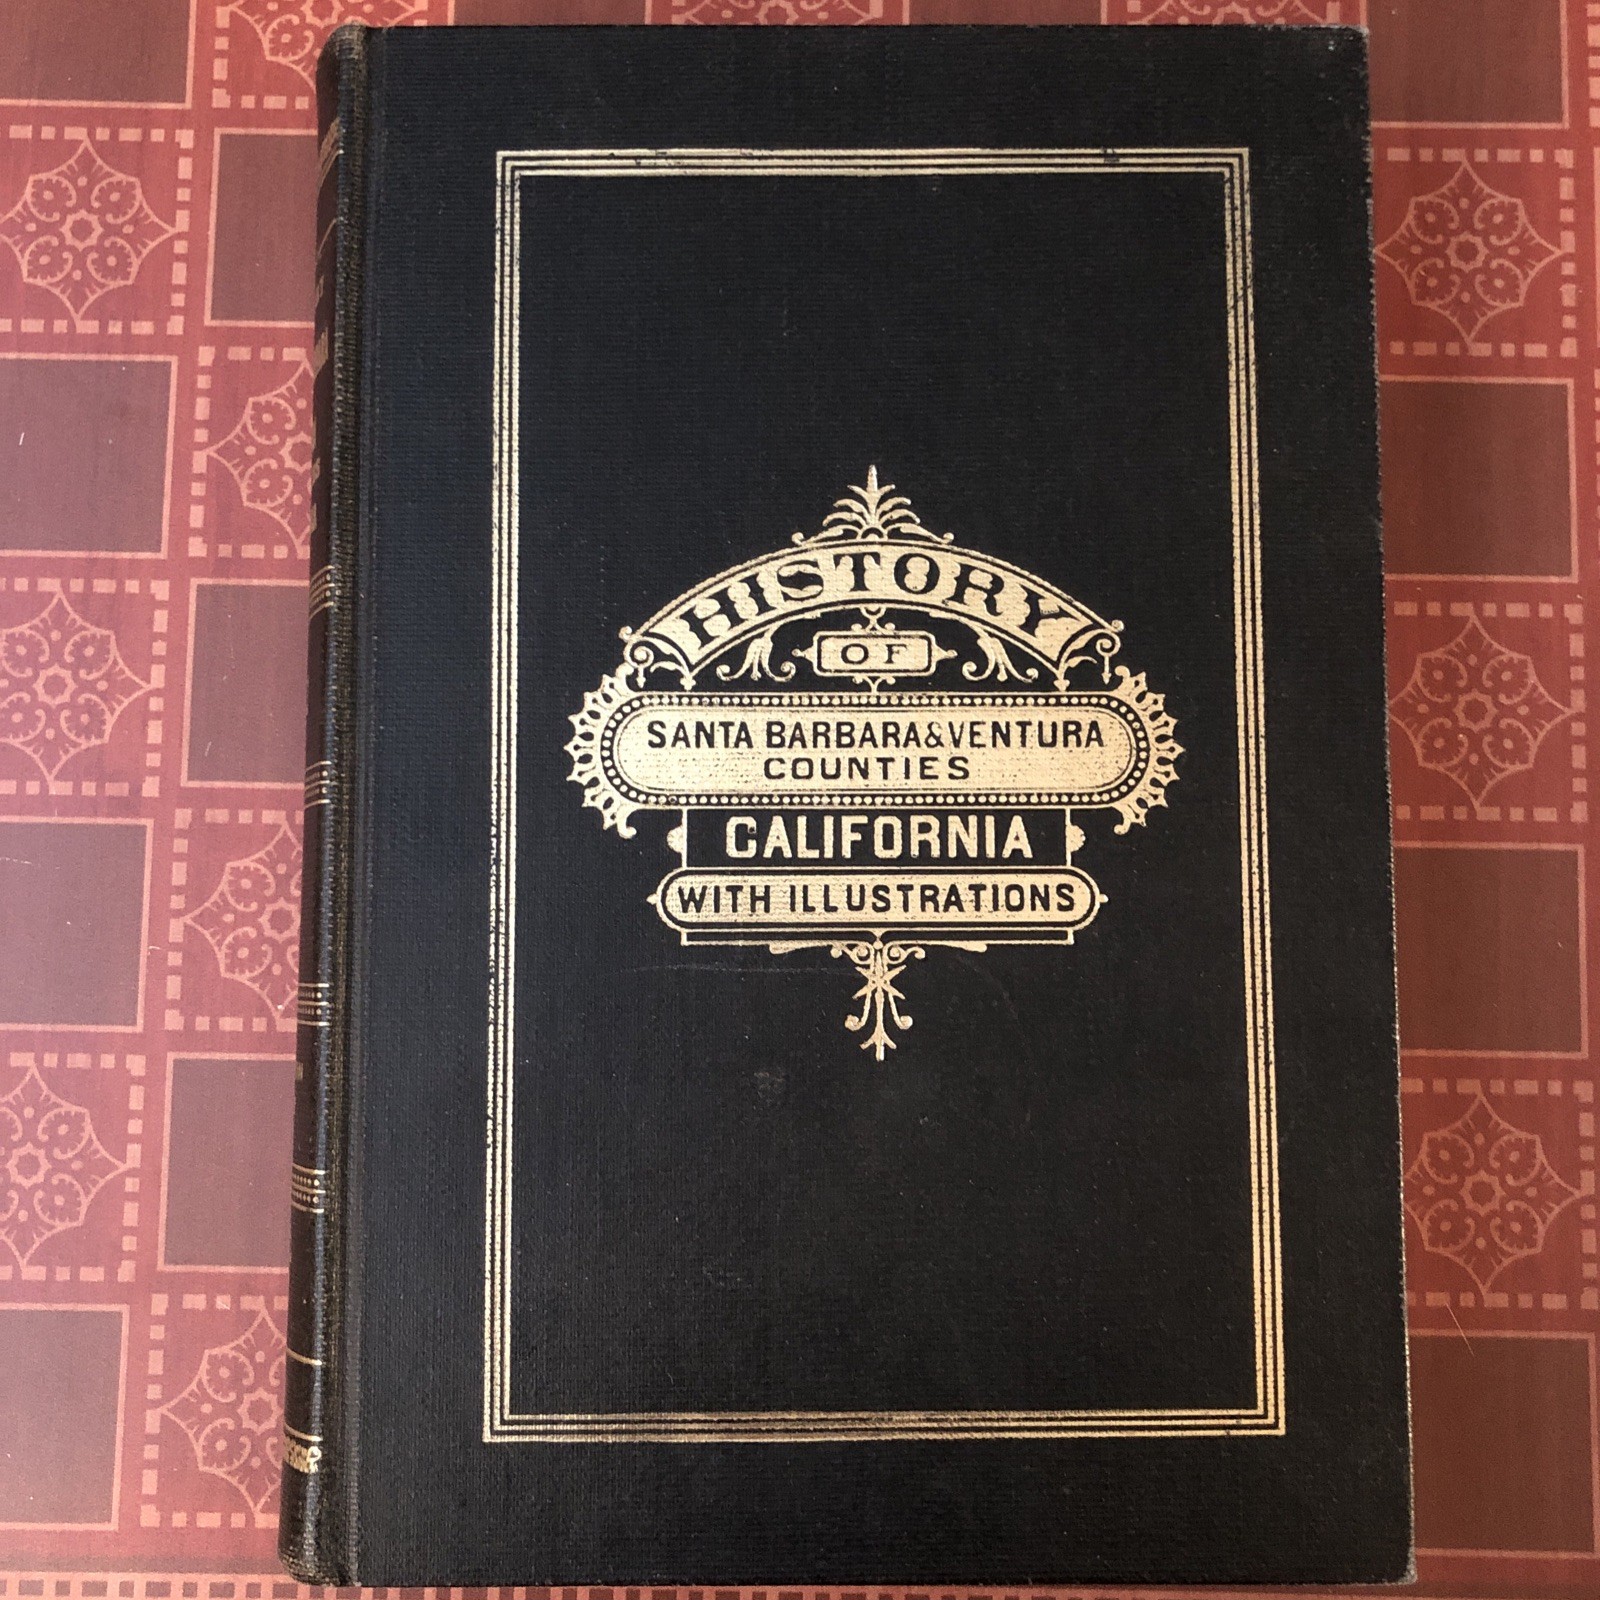 HISTORY
OF
SANTA BARBARA & VENTURA
COUNTIES
CALIFORNIA
WITH ILLUSTRATIONS